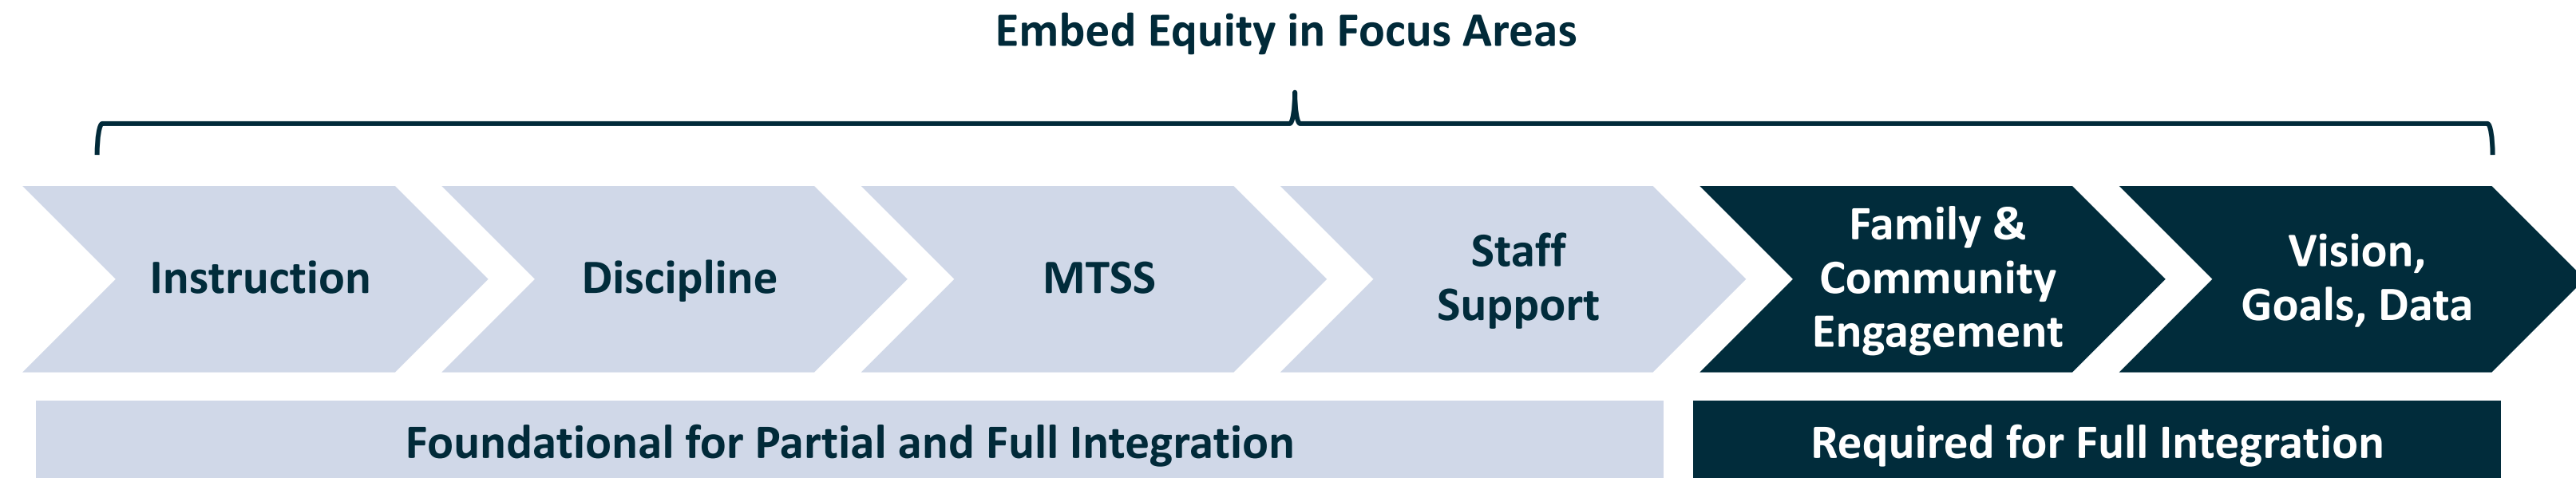 Embed Equity in Focus Areas
Instruction
Discipline
MTSS
Staff
Support
Family &
Community
Engagement
Vision,
Goals, Data
Foundational for Partial and Full Integration
Required for Full Integration